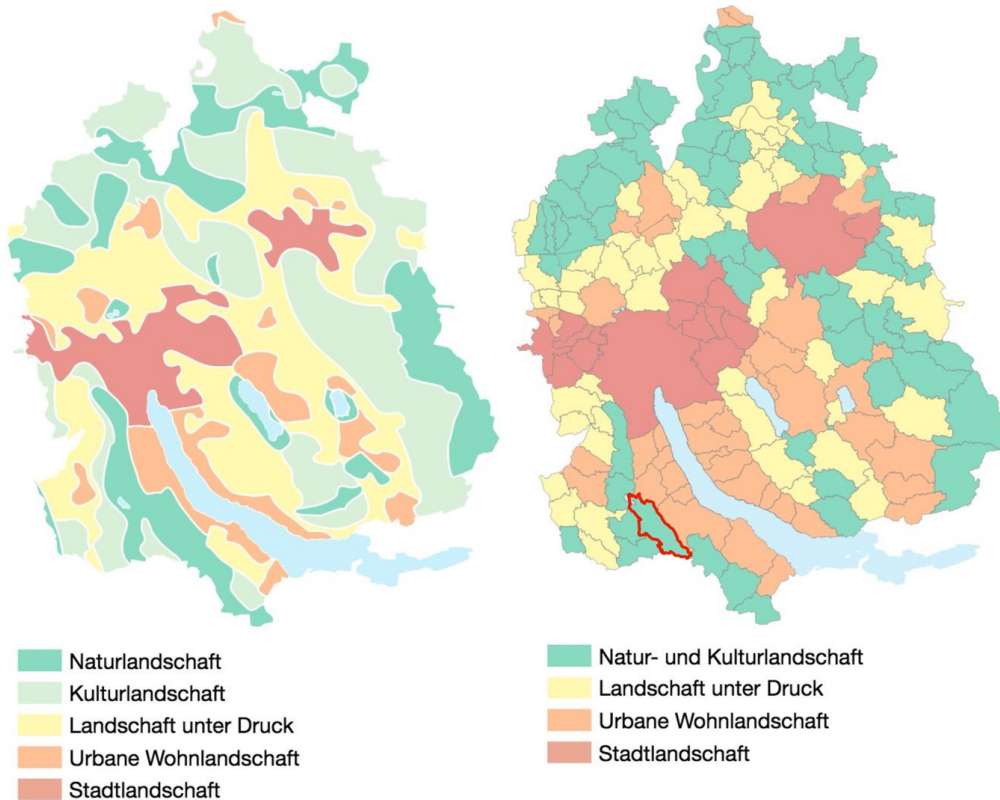 Naturlandschaft
Kulturlandschaft
Landschaft unter Druck
Urbane Wohnlandschaft
Stadtlandschaft
Natur- und Kulturlandschaft
Landschaft unter Druck
Urbane Wohnlandschaft
Stadtlandschaft